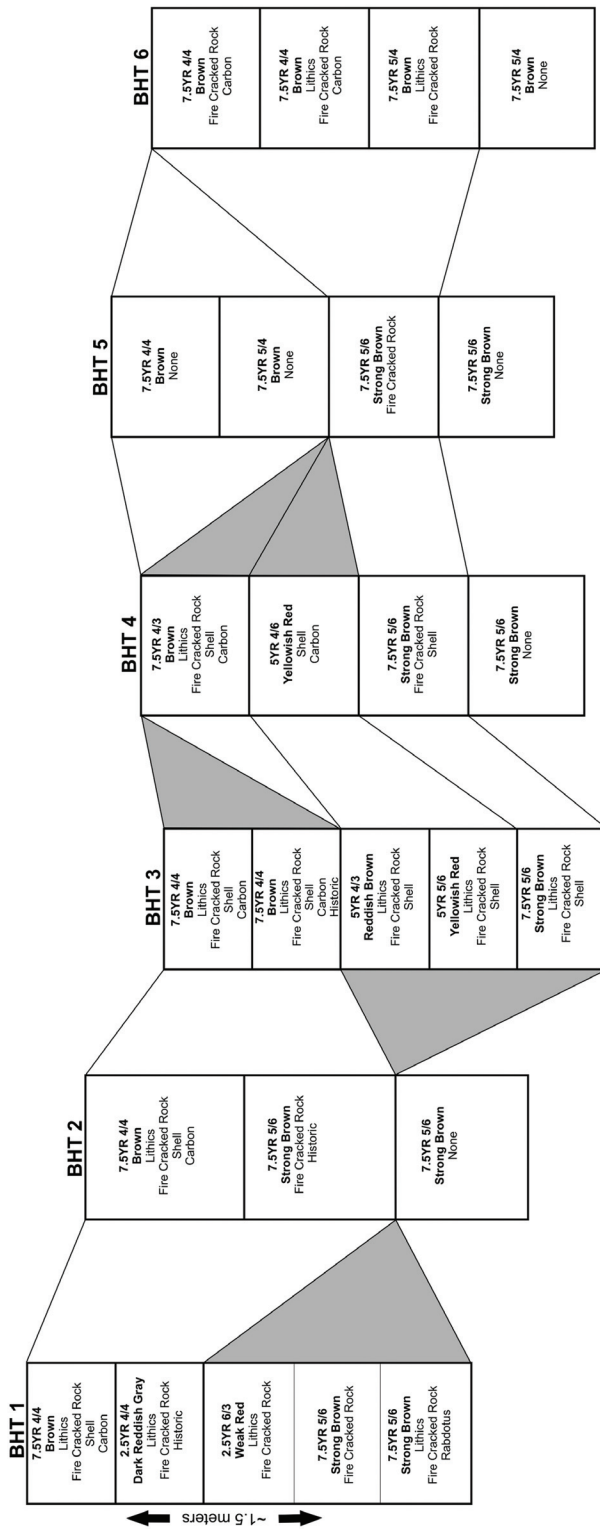 BHT 1
7.5YR 4/4
Brown
Lithics
Fire Cracked Rock
Shell
Carbon
2.5YR 4/4
Dark Reddish Gray
Lithics
Fire Cracked Rock
Historic
2.5YR 6/3
Weak Red
Lithics
Fire Cracked Rock
7.5YR 5/6
Strong Brown
Fire Cracked Rock
7.5YR 5/6
Strong Brown
Lithics
Fire Cracked Rock
Rabdotus
~1.5 meters
BHT 2
7.5YR 4/4
Brown
Lithics
Fire Cracked Rock
Shell
Carbon
7.5YR 5/6
Strong Brown
Fire Cracked Rock
Historic
7.5YR 5/6
Strong Brown
None
BHT 3
7.5YR 4/4
Brown
Lithics
Fire Cracked Rock
Shell
Carbon
7.5YR 4/4
Brown
Lithics
Fire Cracked Rock
Shell
Carbon
Historic
5YR 4/3
Reddish Brown
Lithics
Fire Cracked Rock
Shell
5YR 5/6
Yellowish Red
Lithics
Fire Cracked Rock
Shell
7.5YR 5/6
Strong Brown
Lithics
Fire Cracked Rock
Shell
BHT 4
7.5YR 4/3
Brown
Lithics
Fire Cracked Rock
Shell
Carbon
5YR 4/6
Yellowish Red
Shell
Carbon
7.5YR 5/6
Strong Brown
Fire Cracked Rock
Shell
7.5YR 5/6
Strong Brown
None
BHT 5
7.5YR 4/4
Brown
None
7.5YR 5/4
Brown
None
7.5YR 5/6
Strong Brown
Fire Cracked Rock
7.5YR 5/6
Strong Brown
None
BHT 6
7.5YR 4/4
Brown
Fire Cracked Rock
Carbon
7.5YR 4/4
Brown
Lithics
Fire Cracked Rock
Carbon
7.5YR 5/4
Brown
Lithics
Fire Cracked Rock
7.5YR 5/4
Brown
None